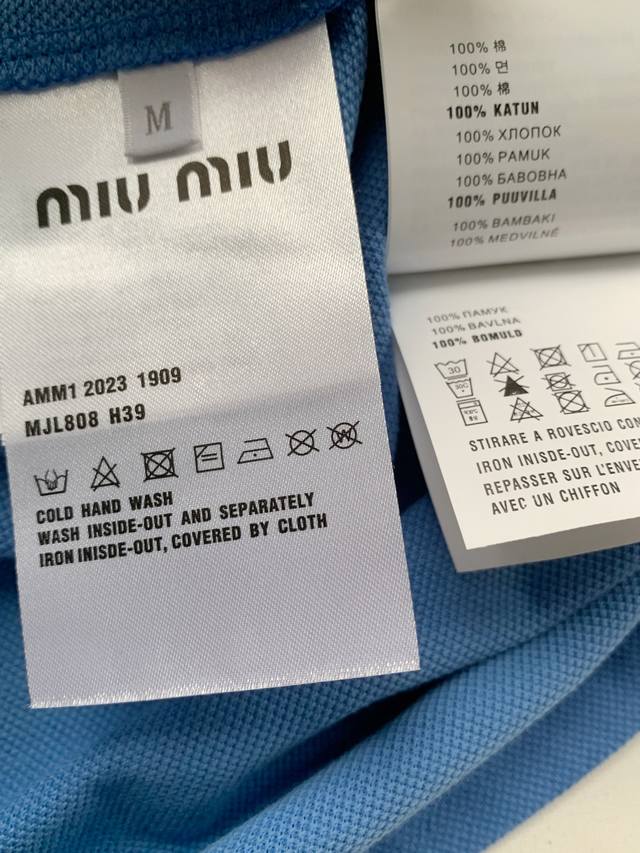 M
miu miu
AMM1 2023 1909
MJL808 H39
COLD HAND WASH
WASH INSIDE-OUT AND SEPARATELY
IRON INISDE-OUT, COVERED BY CLOTH
100% 棉
100% 면
100% 棉
100% KATUN
100% ХЛОПОК
100% PAMUK
100% БАВОВНА
100% PUUVILLA
100% BAMBAKI
100% MEDVILNĖ
100% ПАМУК
100% BAVLNA
100% BOMULD
30
STIRARE A ROVESCIO CON
IRON INISDE-OUT, COVE
REPASSER SUR L'ENVE
AVEC UN CHIFFON